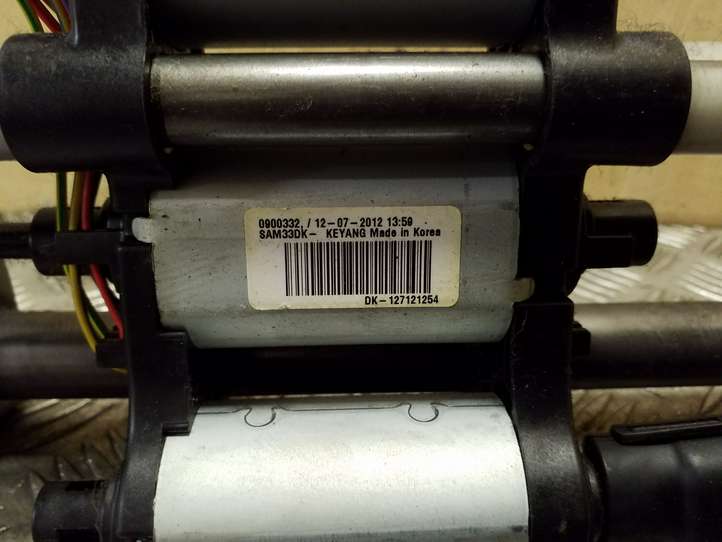 0900332, / 12-07-2012 13:59
SAM33DK- KEYANG Made in Korea
DK-127121254